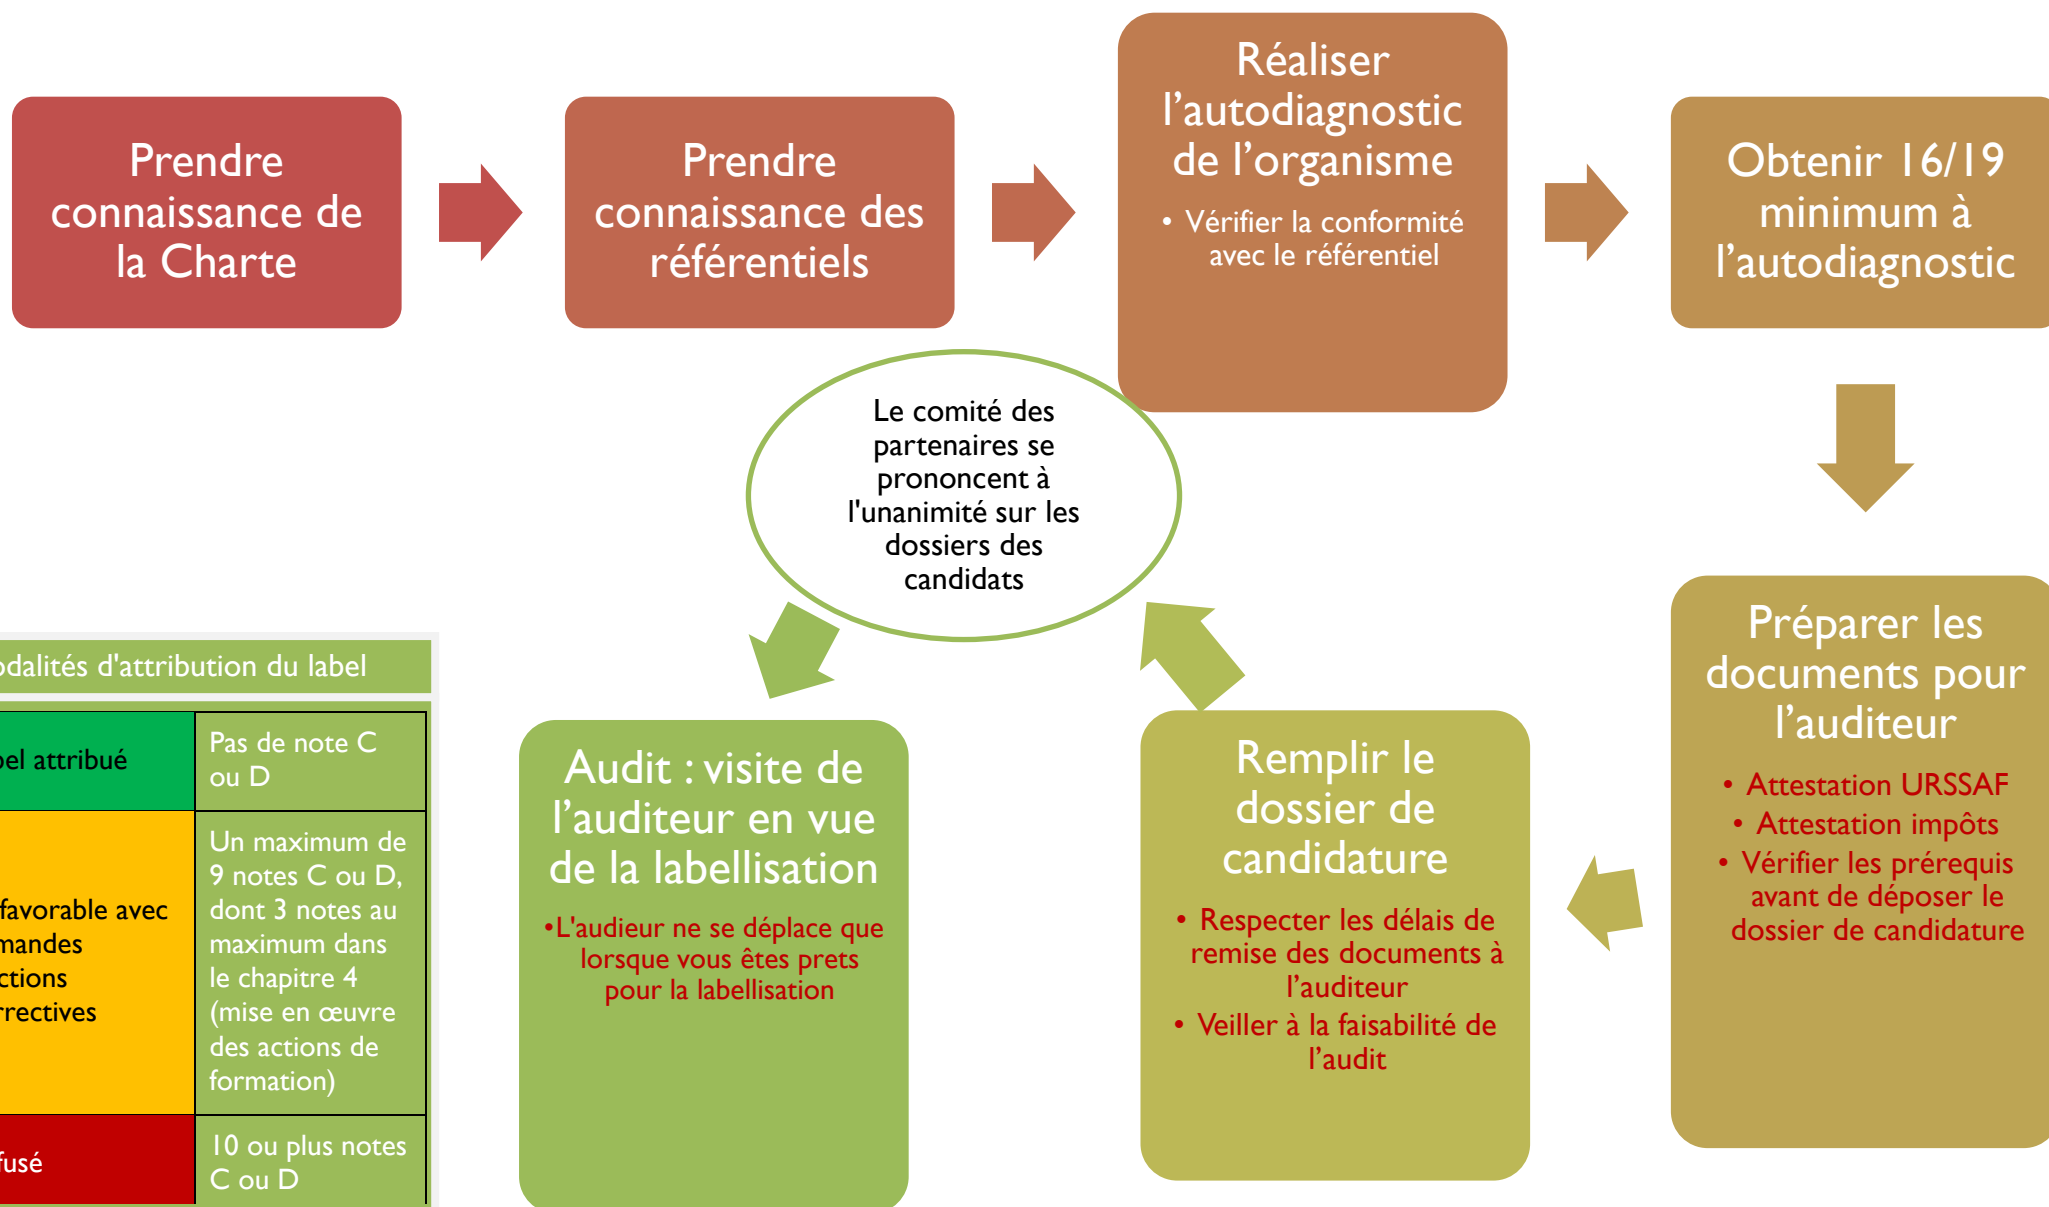 Prendre
connaissance de
la Charte
Prendre
connaissance des
référentiels
Réaliser
l’autodiagnostic
de l’organisme
• Vérifier la conformité
avec le référentiel
Obtenir 16/19
minimum à
l’autodiagnostic
Préparer les
documents pour
l’auditeur
• Attestation URSSAF
• Attestation impôts
• Vérifier les prérequis
avant de déposer le
dossier de candidature
Remplir le
dossier de
candidature
• Respecter les délais de
remise des documents à
l’auditeur
• Veiller à la faisabilité de
l’audit
Le comité des
partenaires se
prononcent à
l'unanimité sur les
dossiers des
candidats
Audit : visite de
l’auditeur en vue
de la labellisation
•L'audieur ne se déplace que
lorsque vous êtes prets
pour la labellisation
d'attribution du label
attribué
Pas de note C
ou D
favorable avec
Un maximum de
9 notes C ou D,
dont 3 notes au
maximum dans
le chapitre 4
(mise en œuvre
des actions de
formation)
10 ou plus notes
C ou D